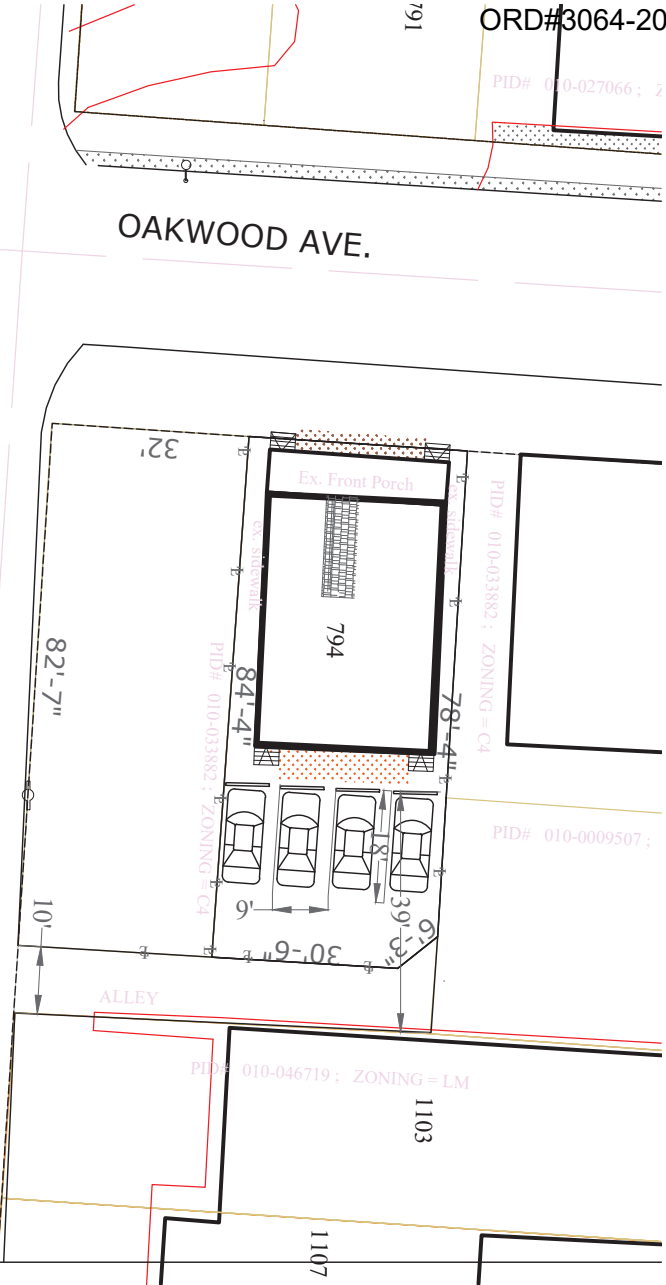 ORD#3064-20
791
PID# 010-027066 ; Z
OAKWOOD AVE.
32'
Ex. Front Porch
ex. sidewalk
ex. sidewalk
PID# 010-033882 ; ZONING = C4
794
82'-7"
84'-4"
78'-4"
PID# 010-033882 ; ZONING = C4
PID# 010-0009507 ;
18'
9'
39'
10'
30'-6"
6'-3"
ALLEY
PID# 010-046719 ; ZONING = LM
1103
1107